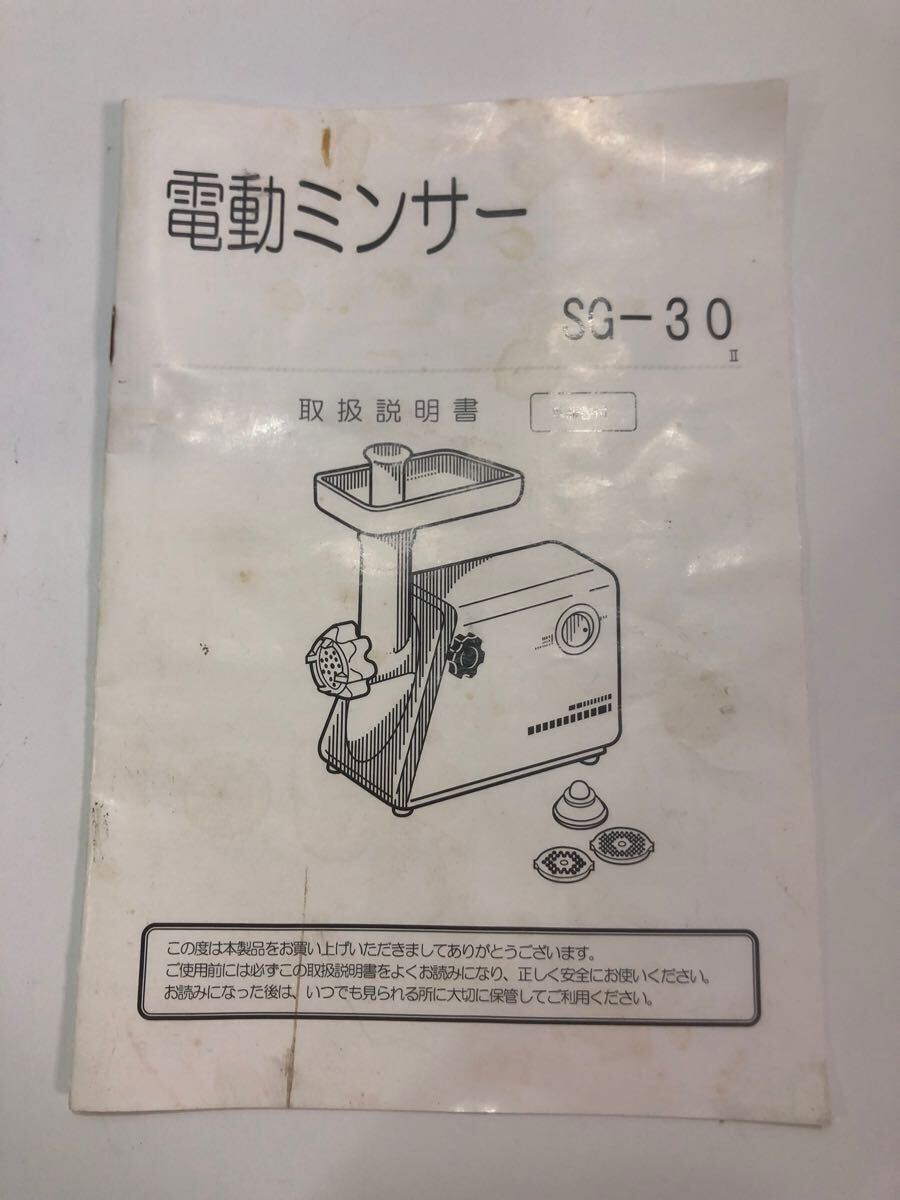 電動ミンサー
SG-30
II
取扱説明書
この度は本製品をお買い上げいただきましてありがとうございます。
ご使用前には必ずこの取扱説明書をよくお読みになり、正しく安全にお使いください。
お読みになった後は、いつでも見られる所に大切に保管してご利用ください。